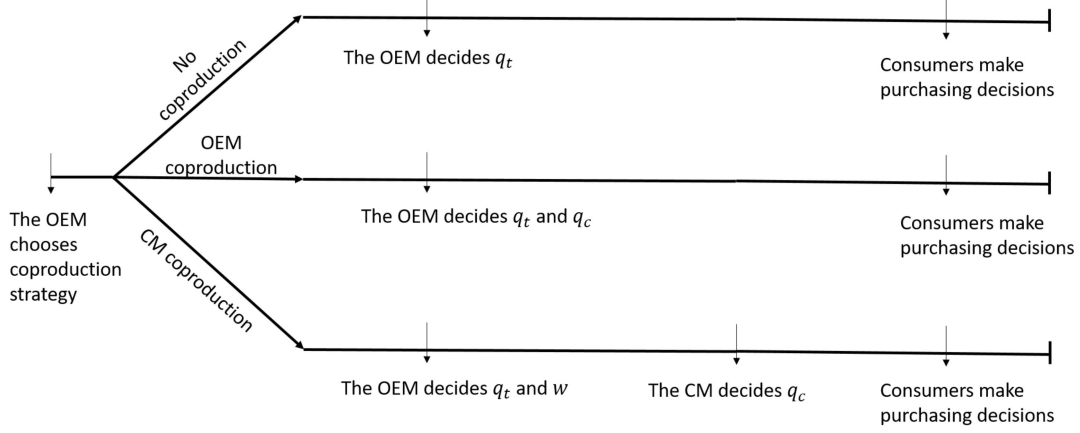 No
coproduction
The OEM decides q_t
Consumers make
purchasing decisions
OEM
coproduction
The OEM decides q_t and q_c
Consumers make
purchasing decisions
The OEM
chooses
coproduction
strategy
CM coproduction
The OEM decides q_t and w
The CM decides q_c
Consumers make
purchasing decisions